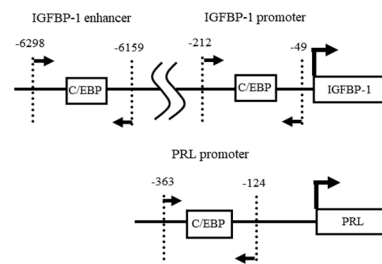 IGFBP-1 enhancer IGFBP-1 promoter
-6298 -6159 -212 -49
C/EBP C/EBP IGFBP-1
PRL promoter
-363 -124
C/EBP PRL